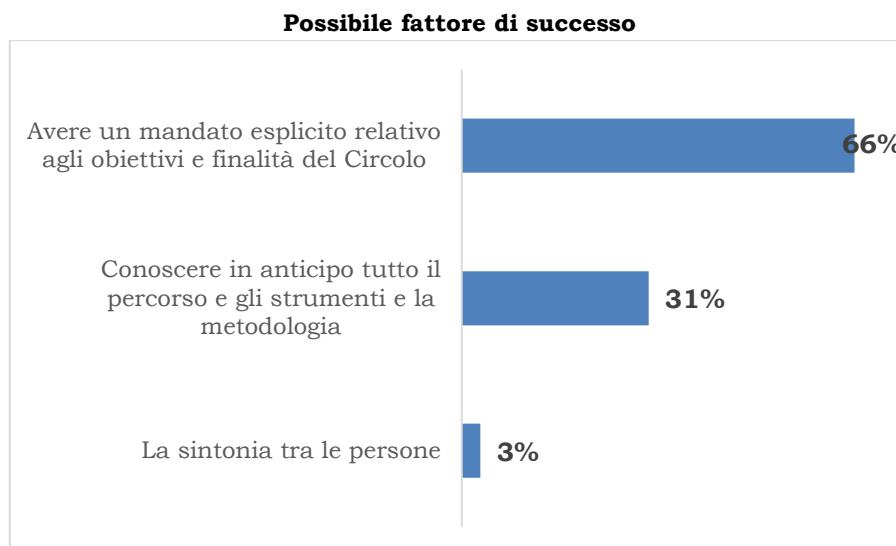 Possibile fattore di successo
Avere un mandato esplicito relativo
agli obiettivi e finalità del Circolo
66%
Conoscere in anticipo tutto il
percorso e gli strumenti e la
metodologia
31%
La sintonia tra le persone
3%